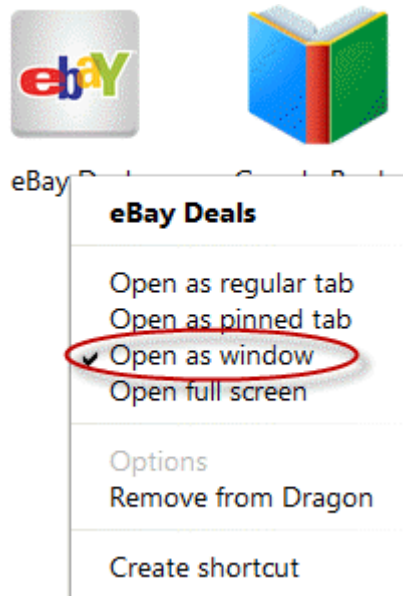 ebaY
eBay
eBay Deals
Open as regular tab
Open as pinned tab
Open as window
Open full screen
Options
Remove from Dragon
Create shortcut